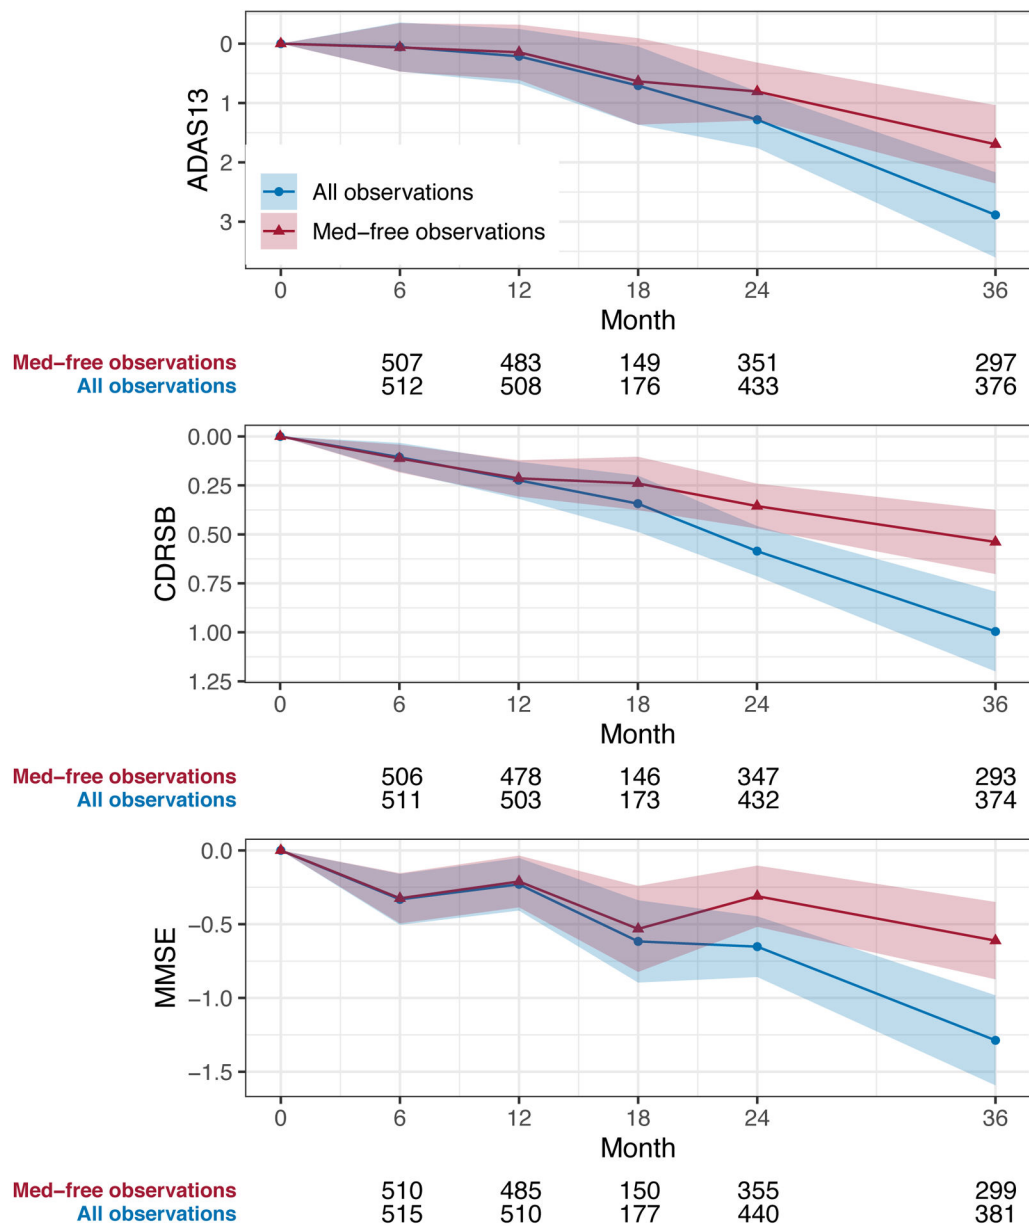 0
1
2
3
ADAS13
All observations
Med−free observations
0 6 12 18 24 36
Month
Med−free observations 507 483 149 351 297
All observations 512 508 176 433 376
0.00
0.25
0.50
0.75
1.00
1.25
CDRSB
0 6 12 18 24 36
Month
Med−free observations 506 478 146 347 293
All observations 511 503 173 432 374
0.0
−0.5
−1.0
−1.5
MMSE
0 6 12 18 24 36
Month
Med−free observations 510 485 150 355 299
All observations 515 510 177 440 381